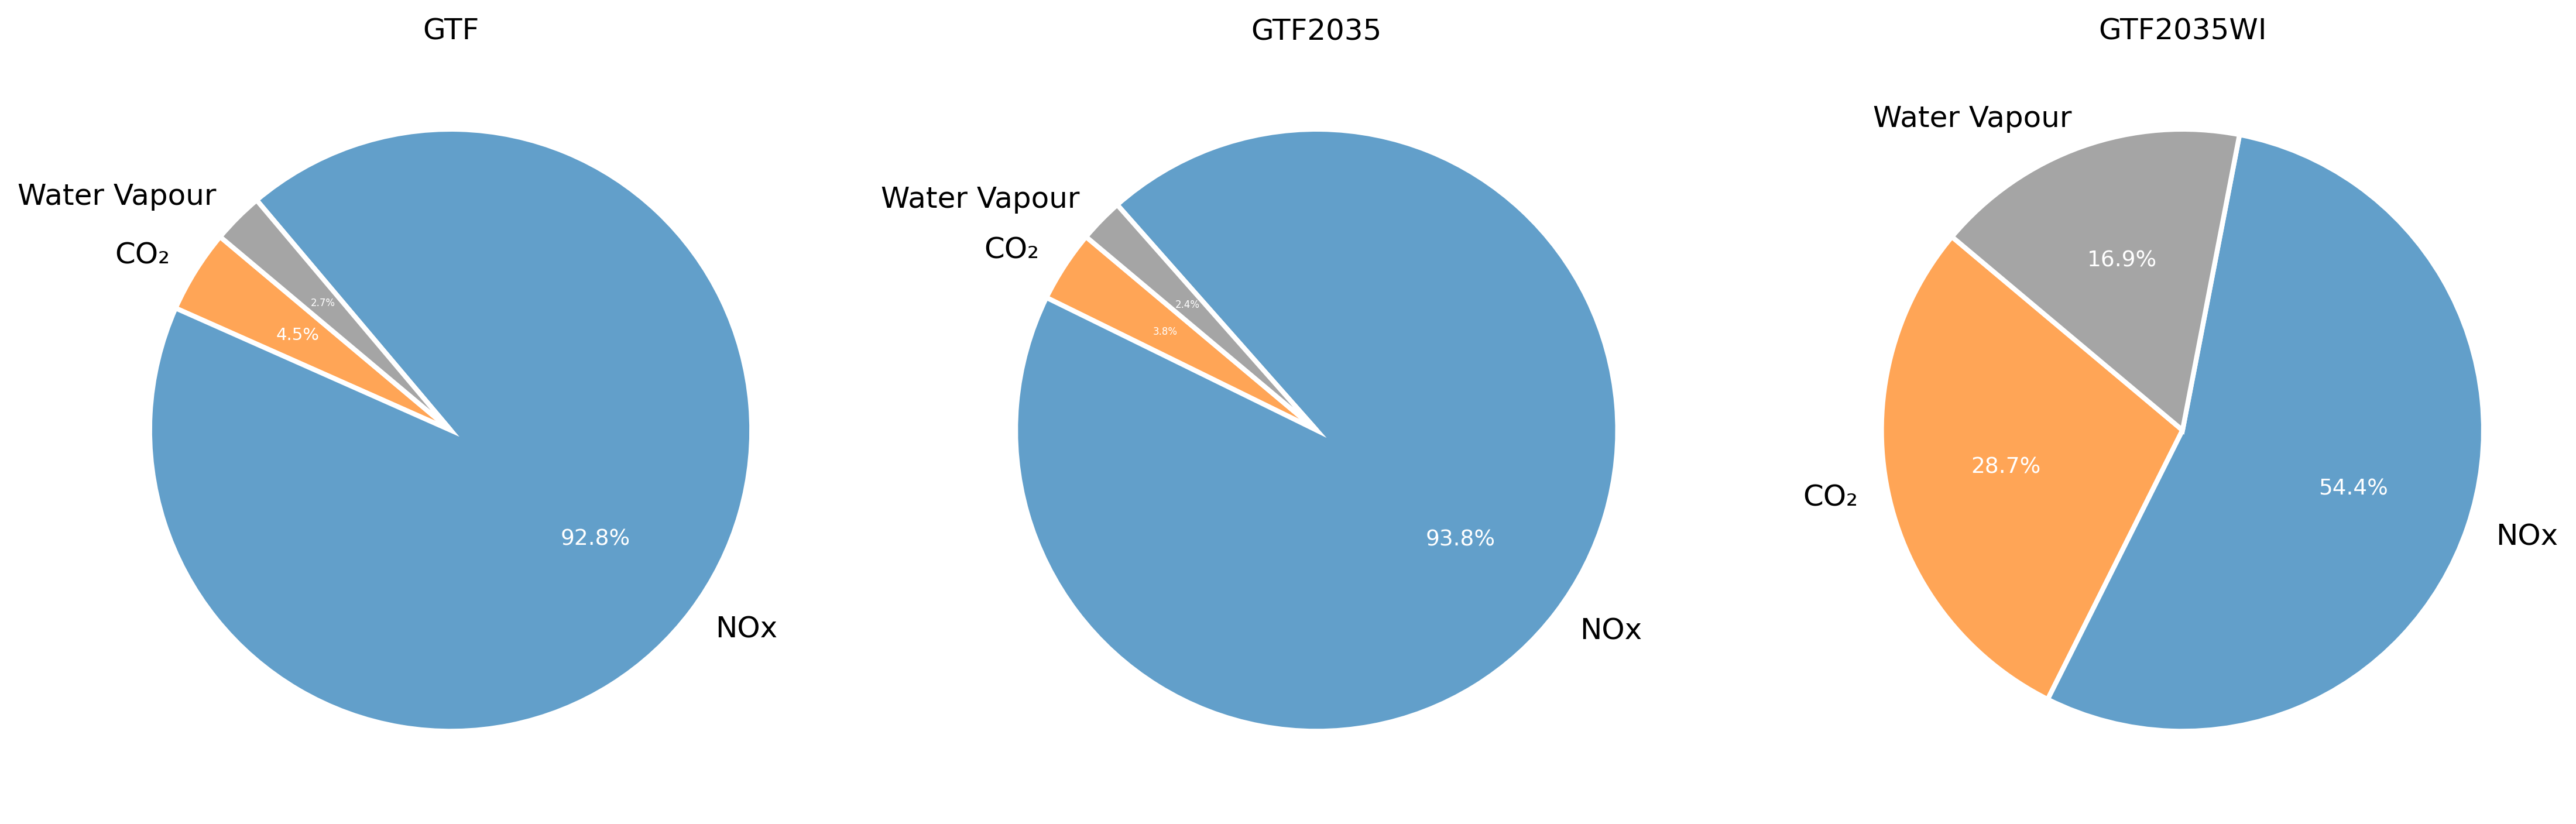 GTF
Water Vapour
CO₂
2.7%
4.5%
92.8%
NOx
GTF2035
Water Vapour
CO₂
2.4%
3.8%
93.8%
NOx
GTF2035WI
Water Vapour
16.9%
28.7%
CO₂
54.4%
NOx